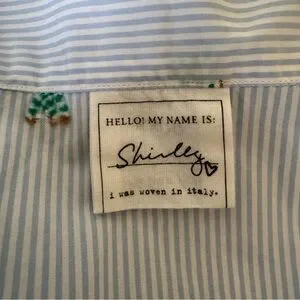 HELLO! MY NAME IS:
Shirley
i was woven in italy.